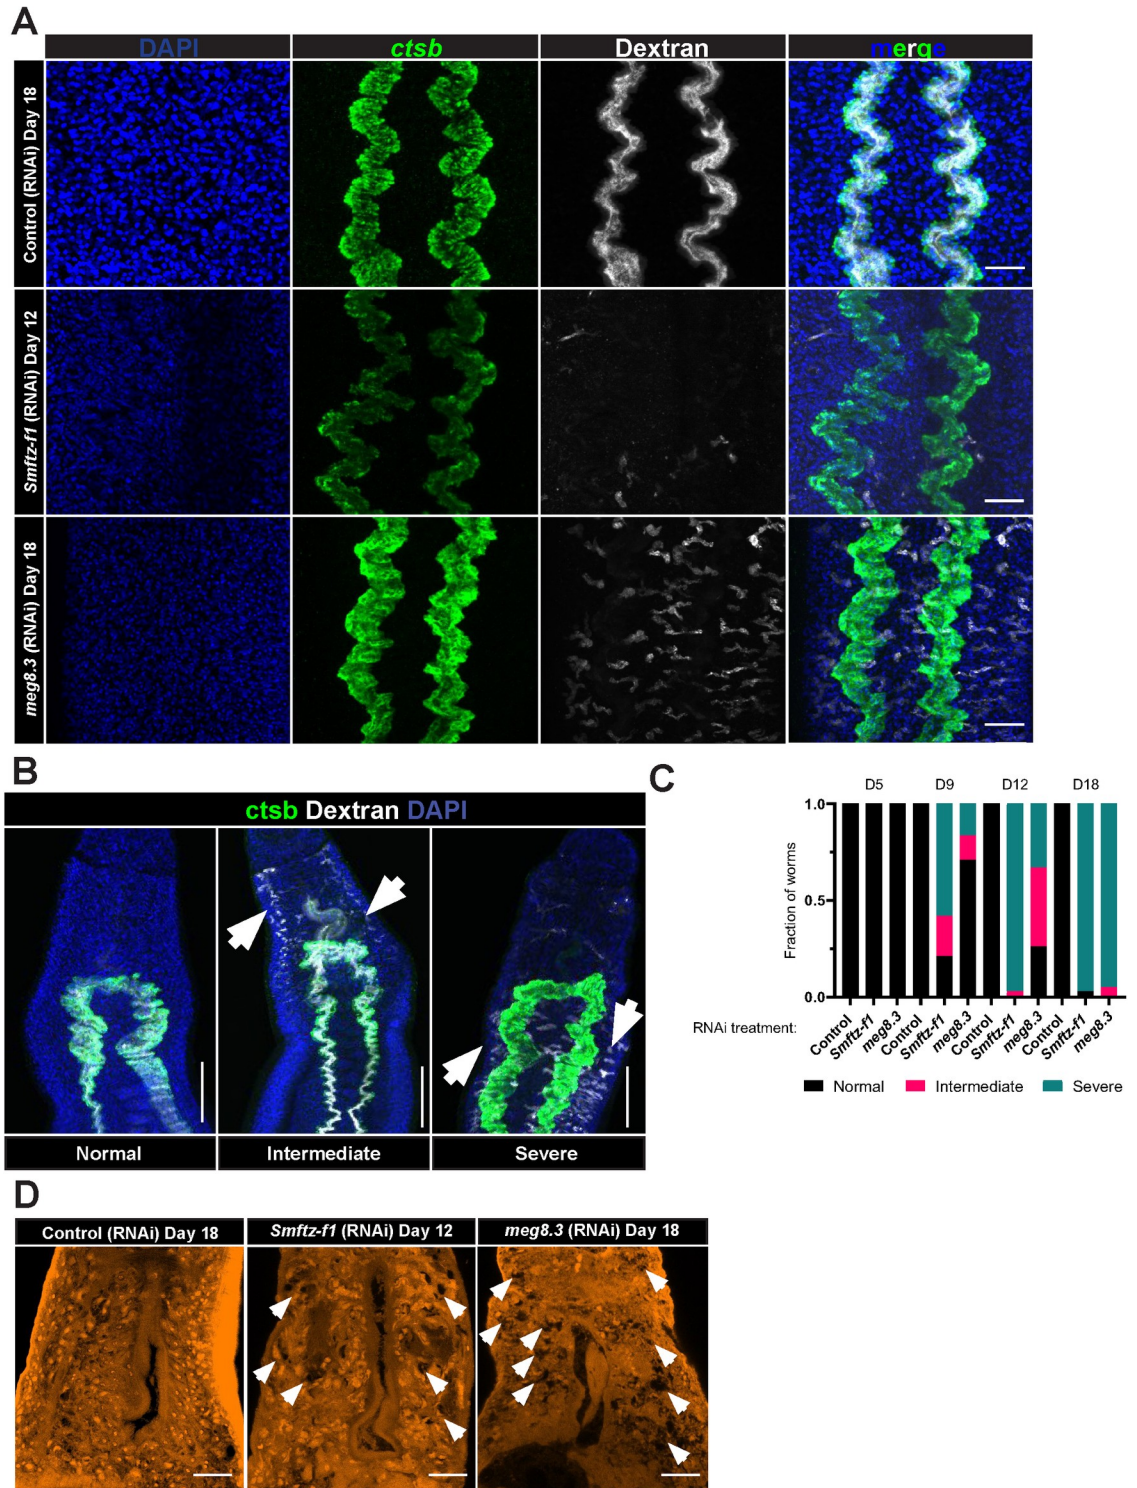 A
DAPI ctsb Dextran merge
Control (RNAi) Day 18
Smftz-f1 (RNAi) Day 12
meg8.3 (RNAi) Day 18
B
ctsb Dextran DAPI
Normal Intermediate Severe
C
D5 D9 D12 D18
1.0
0.5
0.0
Fraction of worms
RNAi treatment:
Control Smftz-f1 meg8.3 Control Smftz-f1 meg8.3 Control Smftz-f1 meg8.3 Control Smftz-f1 meg8.3
Normal Intermediate Severe
D
Control (RNAi) Day 18 Smftz-f1 (RNAi) Day 12 meg8.3 (RNAi) Day 18